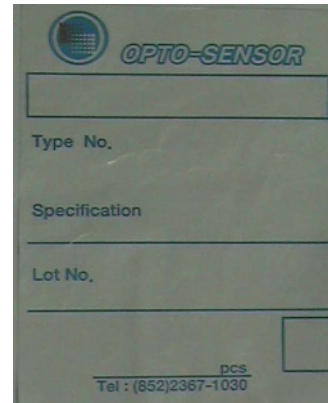 OPTO-SENSOR
Type No.
Specification
Lot No.
pcs
Tel : (852)2367-1030